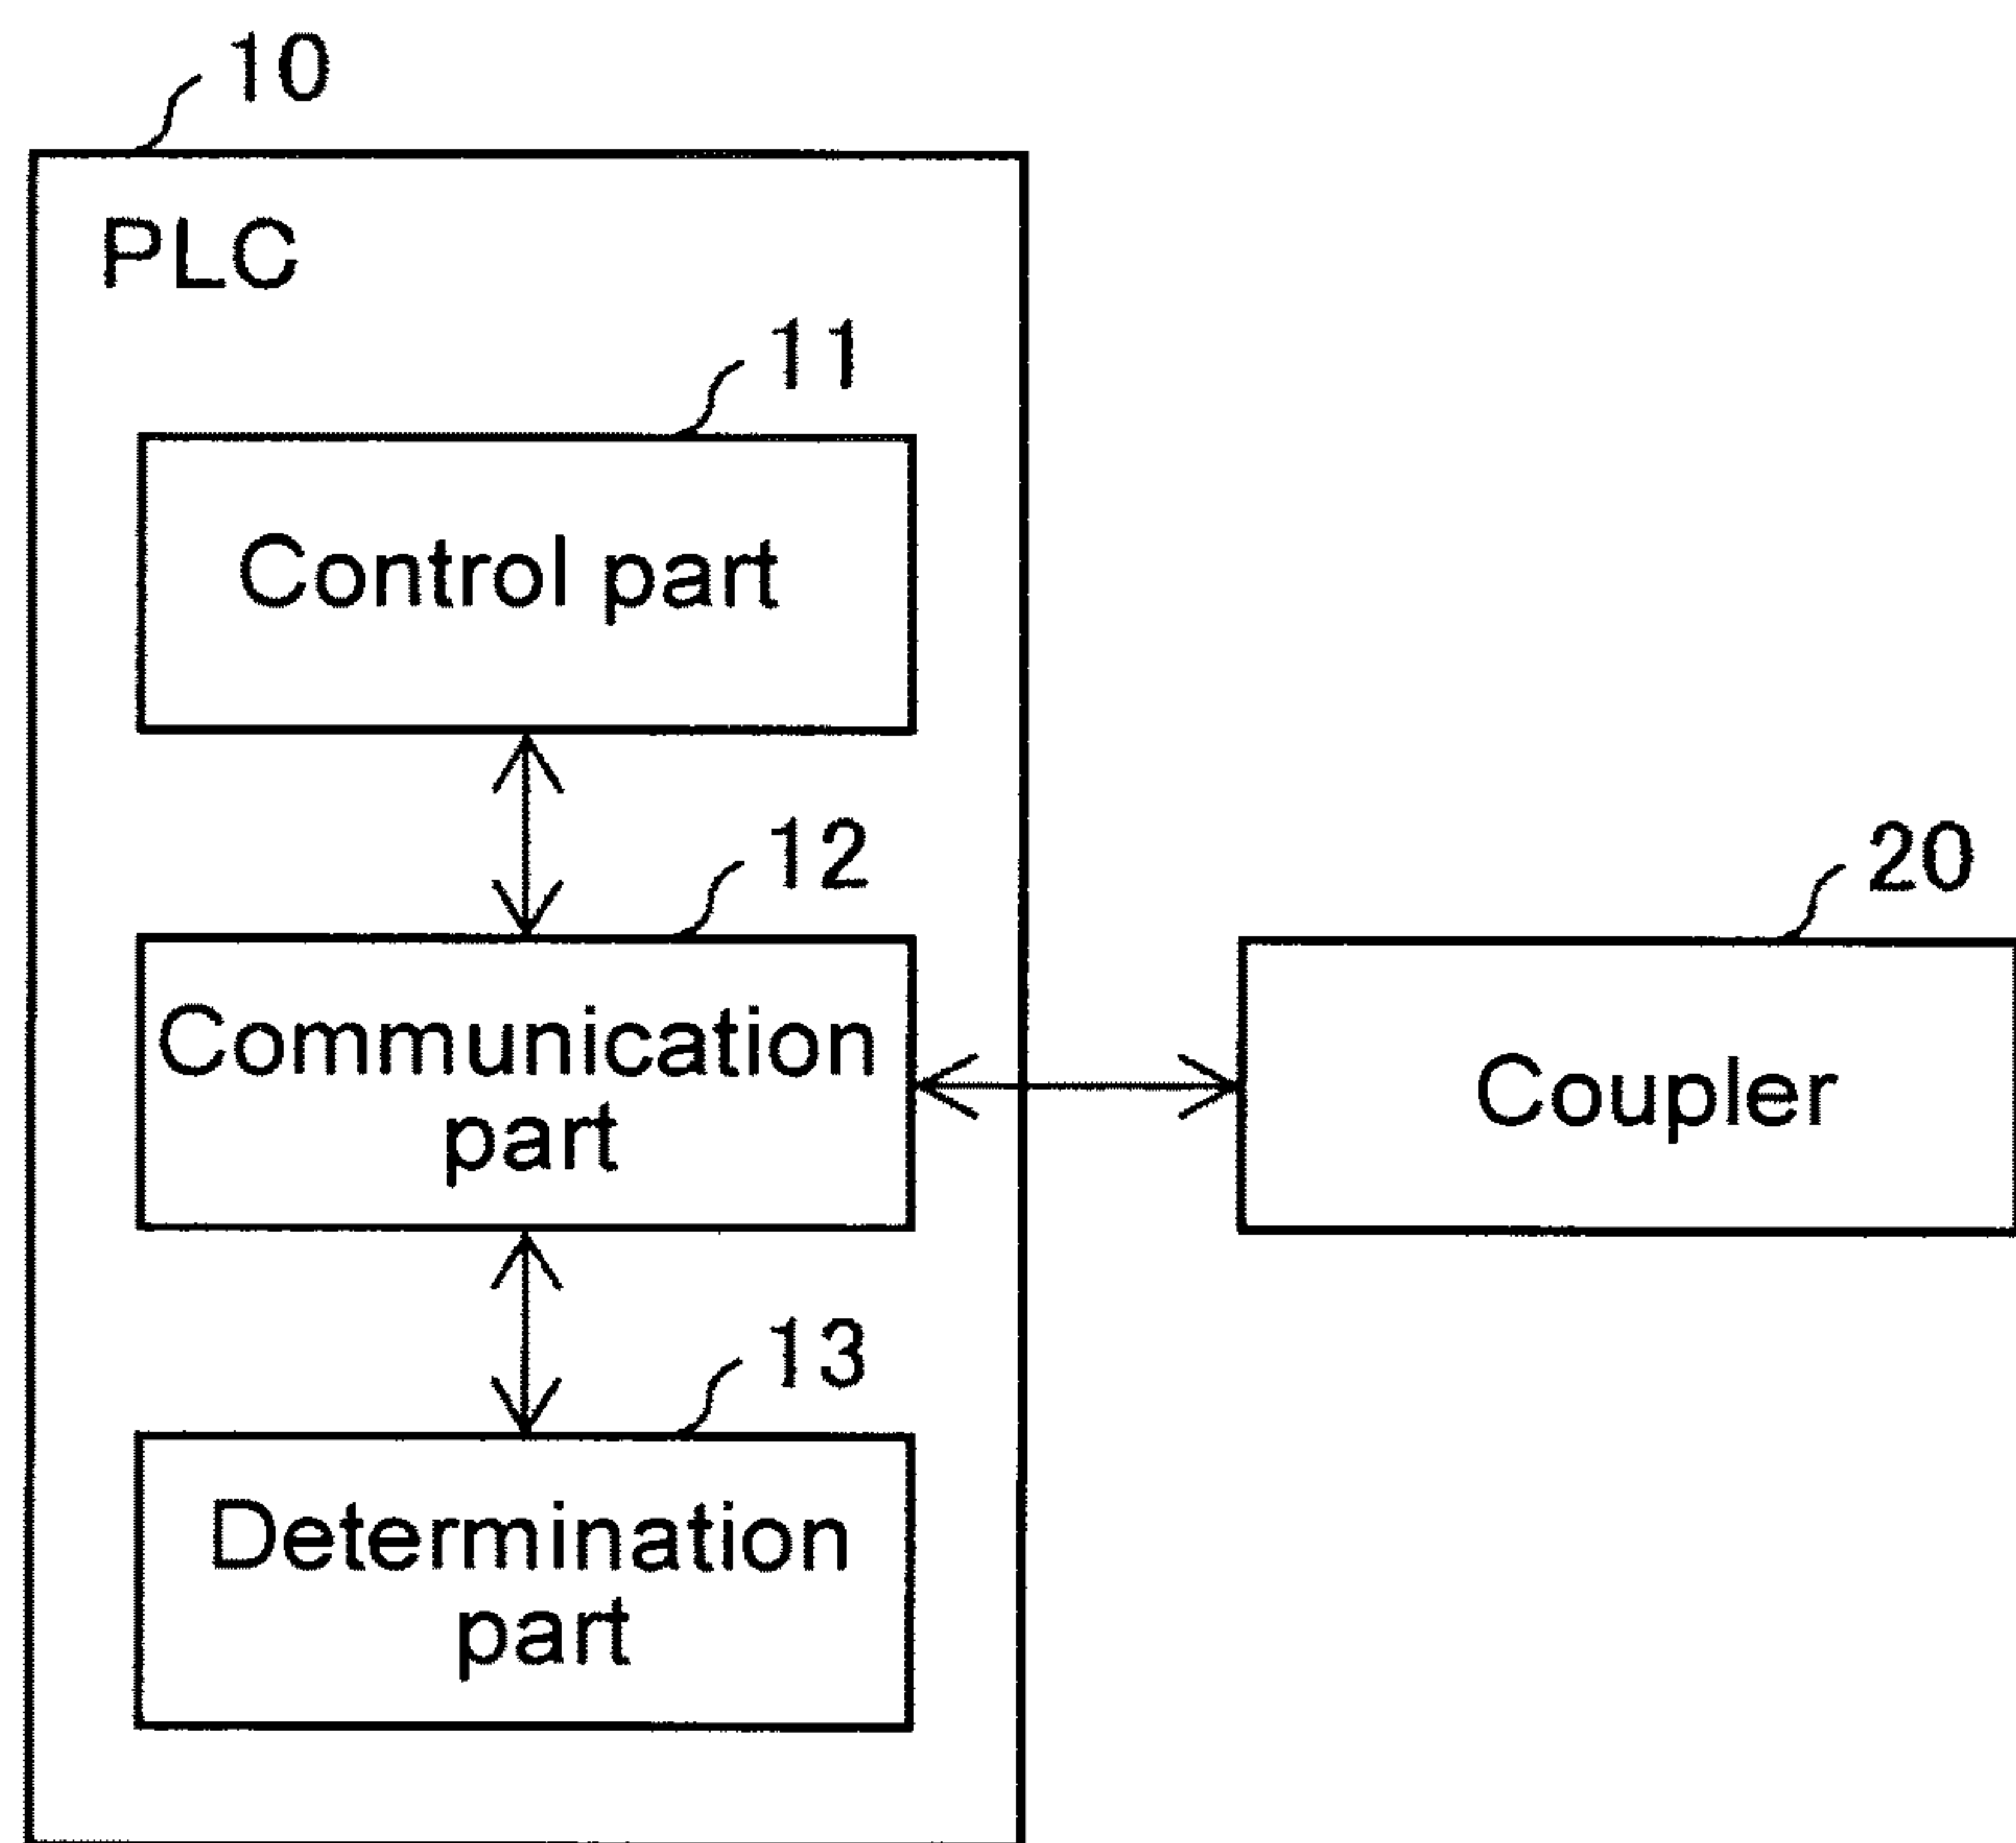 10
PLC
11
Control part
12
Communication
part
20
Coupler
13
Determination
part